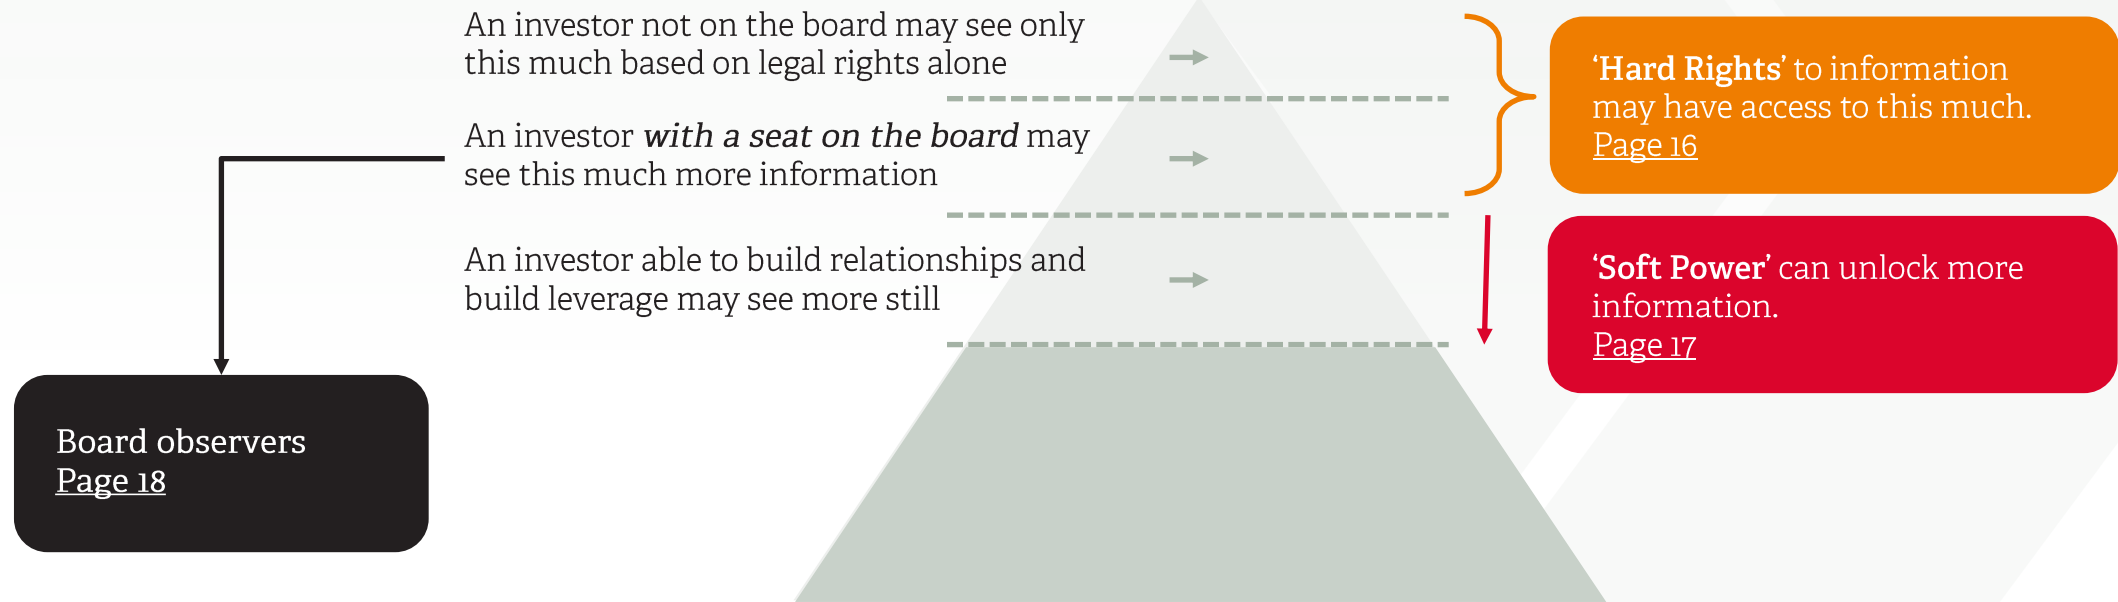 An investor not on the board may see only
this much based on legal rights alone
An investor with a seat on the board may
see this much more information
An investor able to build relationships and
build leverage may see more still
‘Hard Rights’ to information
may have access to this much.
Page 16
‘Soft Power’ can unlock more
information.
Page 17
Board observers
Page 18